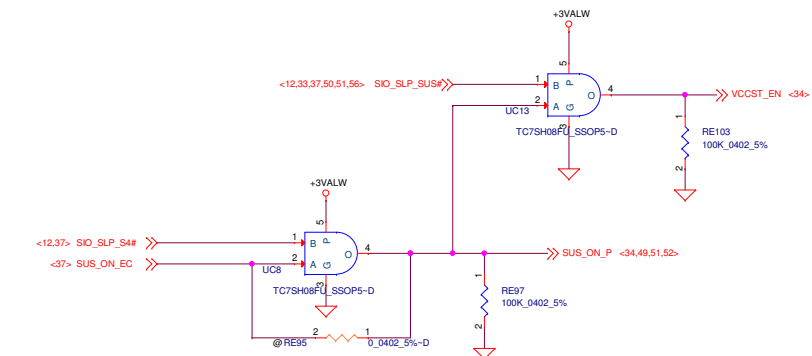 +3VALW
<12,33,37,50,51,56> SIO_SLP_SUS#
1
B
P
5
2
A
G
3
O
4
VCCST_EN <34>
UC13
TC7SH08FU_SSOP5~D
1
RE103
100K_0402_5%
2
+3VALW
<12,37> SIO_SLP_S4#
1
B
P
5
<37> SUS_ON_EC
2
A
G
3
O
4
SUS_ON_P <34,49,51,52>
UC8
TC7SH08FU_SSOP5~D
1
RE97
100K_0402_5%
2
@RE95
2
1
0_0402_5%~D